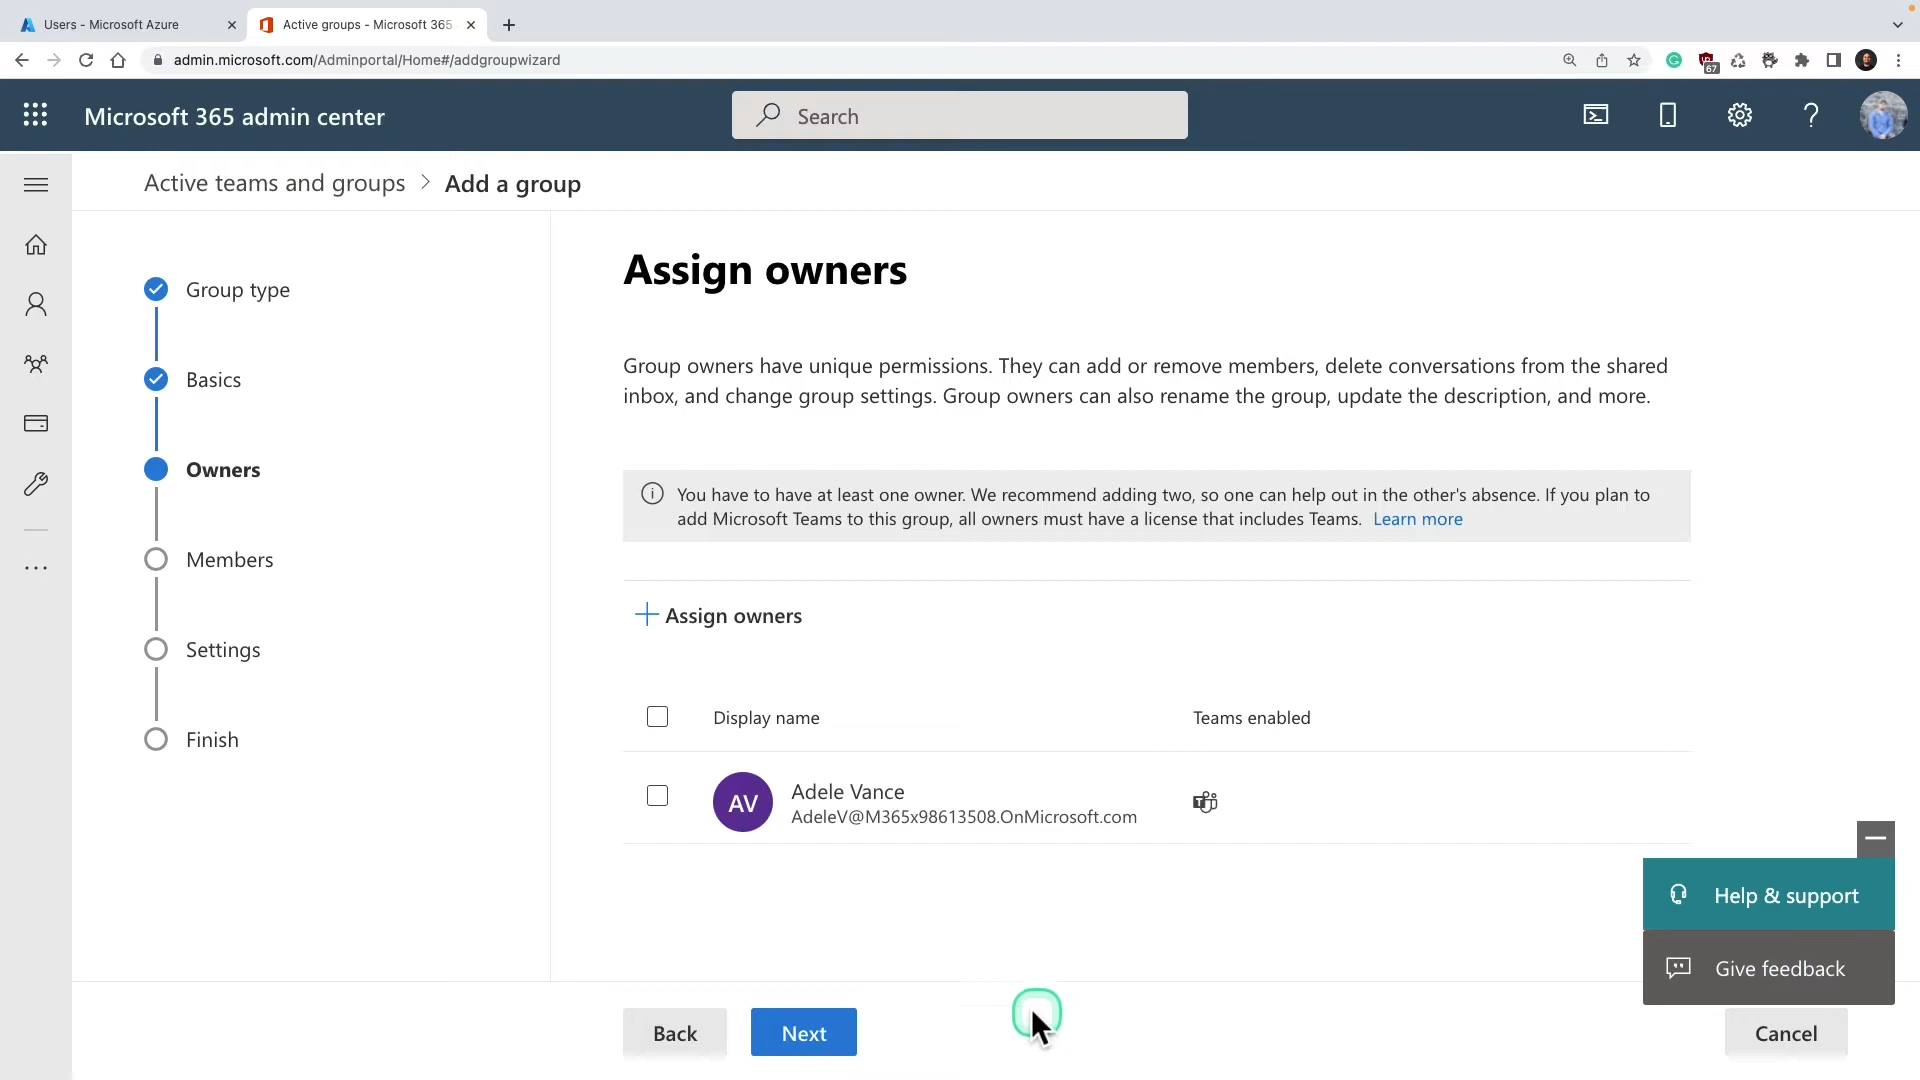 Users - Microsoft Azure
Active groups - Microsoft 365
admin.microsoft.com/Adminportal/Home#/addgroupwizard
67
Microsoft 365 admin center
Search
Active teams and groups > Add a group
Group type
Basics
Owners
Members
Settings
Finish
Assign owners
Group owners have unique permissions. They can add or remove members, delete conversations from the shared
inbox, and change group settings. Group owners can also rename the group, update the description, and more.
You have to have at least one owner. We recommend adding two, so one can help out in the other's absence. If you plan to
add Microsoft Teams to this group, all owners must have a license that includes Teams. Learn more
Assign owners
Display name Teams enabled
AV
Adele Vance
AdeleV@M365x98613508.OnMicrosoft.com
Help & support
Give feedback
Back Next Cancel